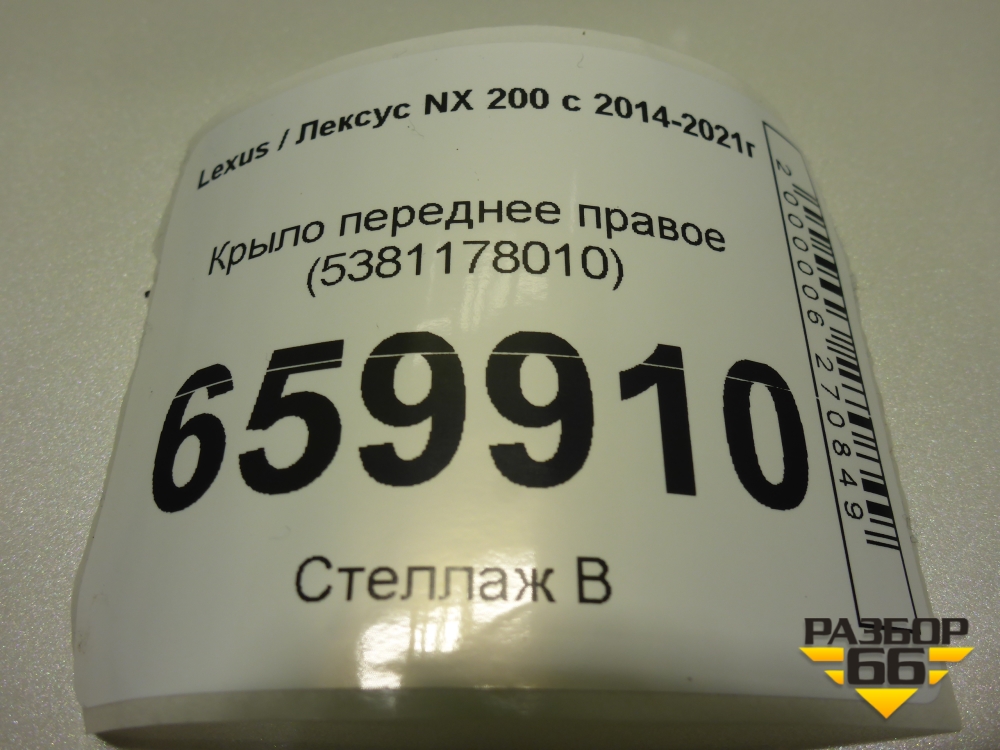 Lexus / Лексус NX 200 с 2014-2021г
Крыло переднее правое
(5381178010)
659910
Стеллаж В
2000006270849
РАЗБОР
66